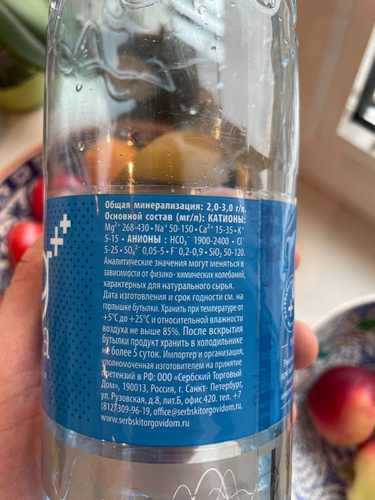 Общая минерализация: 2,0-3,0 г/л.
Основной состав (мг/л): КАТИОНЫ:
Mg²⁺ 268-430 • Na⁺ 50-150 • Ca²⁺ 15-35 • K⁺
5-15 • АНИОНЫ : HCO₃⁻ 1900-2400 • Cl⁻
5-25 • SO₄²⁻ 0,05-5 • F⁻ 0,2-0,9 • SiO₂ 50-120.
Аналитические значения могут меняться в
зависимости от физико- химических колебаний,
характерных для натурального сырья.
Дата изготовления и срок годности см. на
горлышке бутылки. Хранить при температуре от
+5°C до +25°C и относительной влажности
воздуха не выше 85%. После вскрытия
бутылки продукт хранить в холодильнике
не более 5 суток. Импортер и организация,
уполномоченная изготовителем на принятие
претензий в РФ: ООО «Сербский Торговый
Дом», 190013, Россия, г. Санкт- Петербург,
ул. Рузовская, д.8, лит.Б, офис 420. тел. +7
(812) 309-96-19, office@serbskitorgovidom.ru,
www.serbskitorgovidom.ru